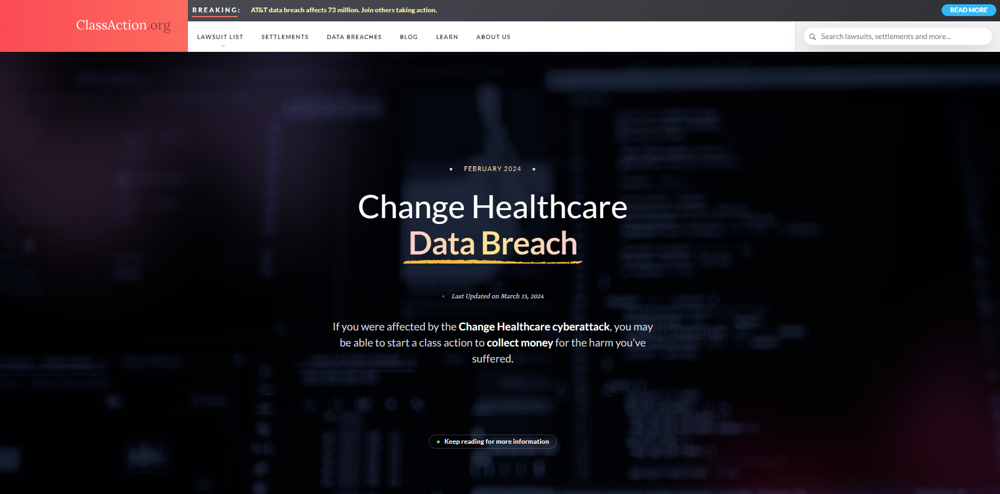 ClassAction.org
BREAKING: AT&T data breach affects 73 million. Join others taking action. READ MORE
LAWSUIT LIST SETTLEMENTS DATA BREACHES BLOG LEARN ABOUT US Search lawsuits, settlements and more...
• FEBRUARY 2024 •
Change Healthcare
Data Breach
Last Updated on March 15, 2024
If you were affected by the Change Healthcare cyberattack, you may
be able to start a class action to collect money for the harm you’ve
suffered.
Keep reading for more information